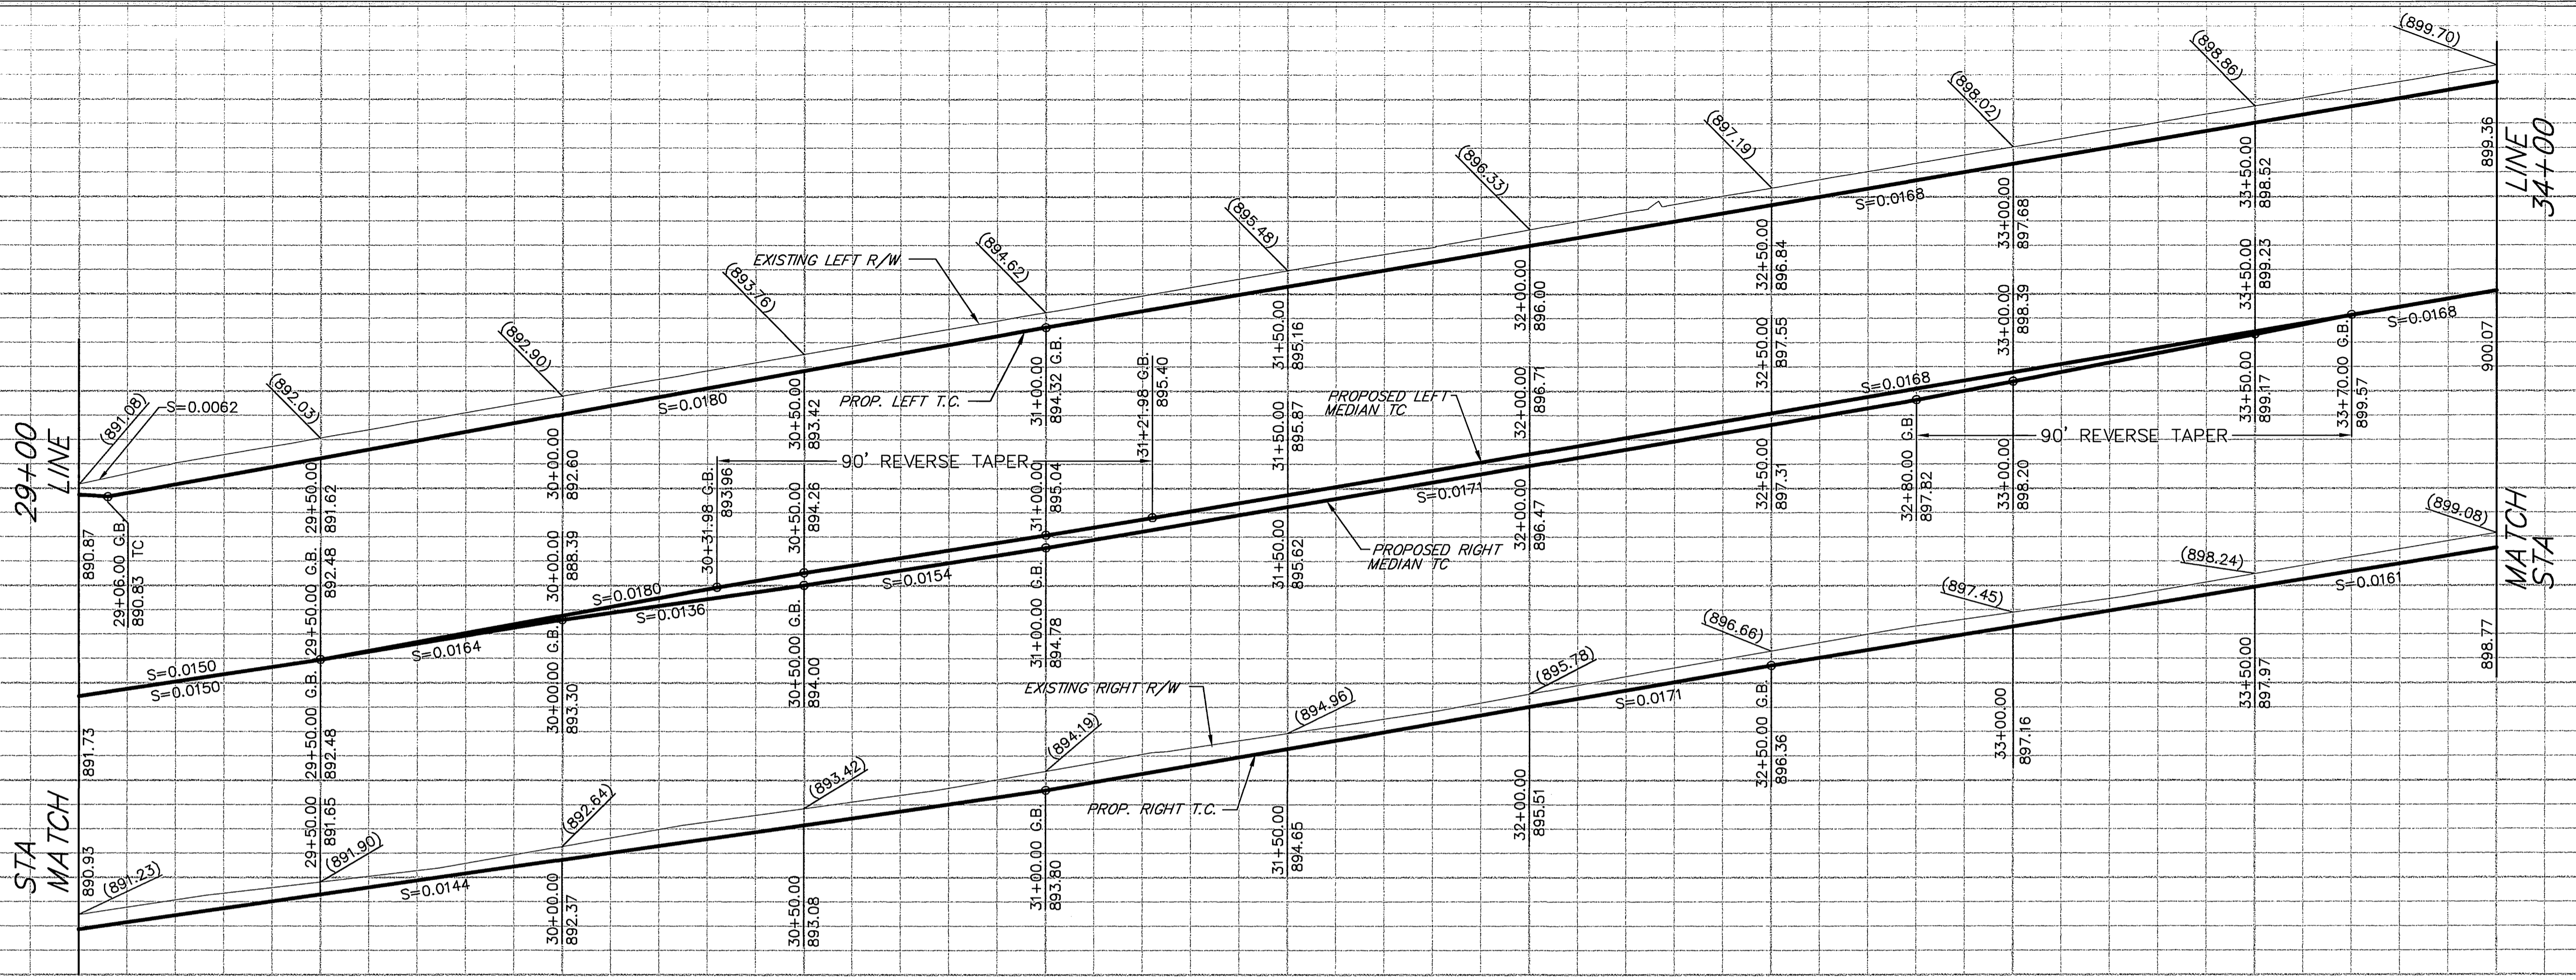 29+00
LINE
STA
MATCH
LINE
34+00
MATCH
STA
(891.08)
S=0.0062
(892.03)
(892.90)
(893.76)
(894.62)
(895.48)
(896.33)
(897.19)
(898.02)
(898.86)
(899.70)
EXISTING LEFT R/W
PROP. LEFT T.C.
S=0.0180
S=0.0168
890.87
29+06.00 G.B.
890.83 TC
29+50.00
891.62
30+00.00
892.60
30+50.00
893.42
31+00.00
894.32 G.B.
31+50.00
895.16
32+00.00
896.00
32+50.00
896.84
33+00.00
897.68
33+50.00
898.52
899.36
90' REVERSE TAPER
90' REVERSE TAPER
PROPOSED LEFT
MEDIAN TC
29+50.00 G.B.
892.48
30+00.00
888.39
30+31.98 G.B.
893.96
30+50.00
894.26
31+00.00
895.04
31+21.98 G.B.
895.40
31+50.00
895.87
32+00.00
896.71
32+50.00
897.55
33+00.00
898.39
33+50.00
899.23
33+70.00 G.B.
899.57
900.07
S=0.0150
S=0.0180
S=0.0168
S=0.0168
S=0.0150
S=0.0164
S=0.0136
S=0.0154
S=0.0171
PROPOSED RIGHT
MEDIAN TC
891.73
29+50.00 G.B.
892.48
30+00.00 G.B.
893.30
30+50.00 G.B.
894.00
31+00.00 G.B.
894.78
31+50.00
895.62
32+00.00
896.47
32+50.00
897.31
32+80.00 G.B.
897.82
33+00.00
898.20
33+50.00
899.17
EXISTING RIGHT R/W
PROP. RIGHT T.C.
(891.23)
(891.90)
(892.64)
(893.42)
(894.19)
(894.96)
(895.78)
(896.66)
(897.45)
(898.24)
(899.08)
S=0.0144
S=0.0171
S=0.0161
890.93
29+50.00
891.65
30+00.00
892.37
30+50.00
893.08
31+00.00 G.B.
893.80
31+50.00
894.65
32+00.00
895.51
32+50.00 G.B.
896.36
33+00.00
897.16
33+50.00
897.97
898.77